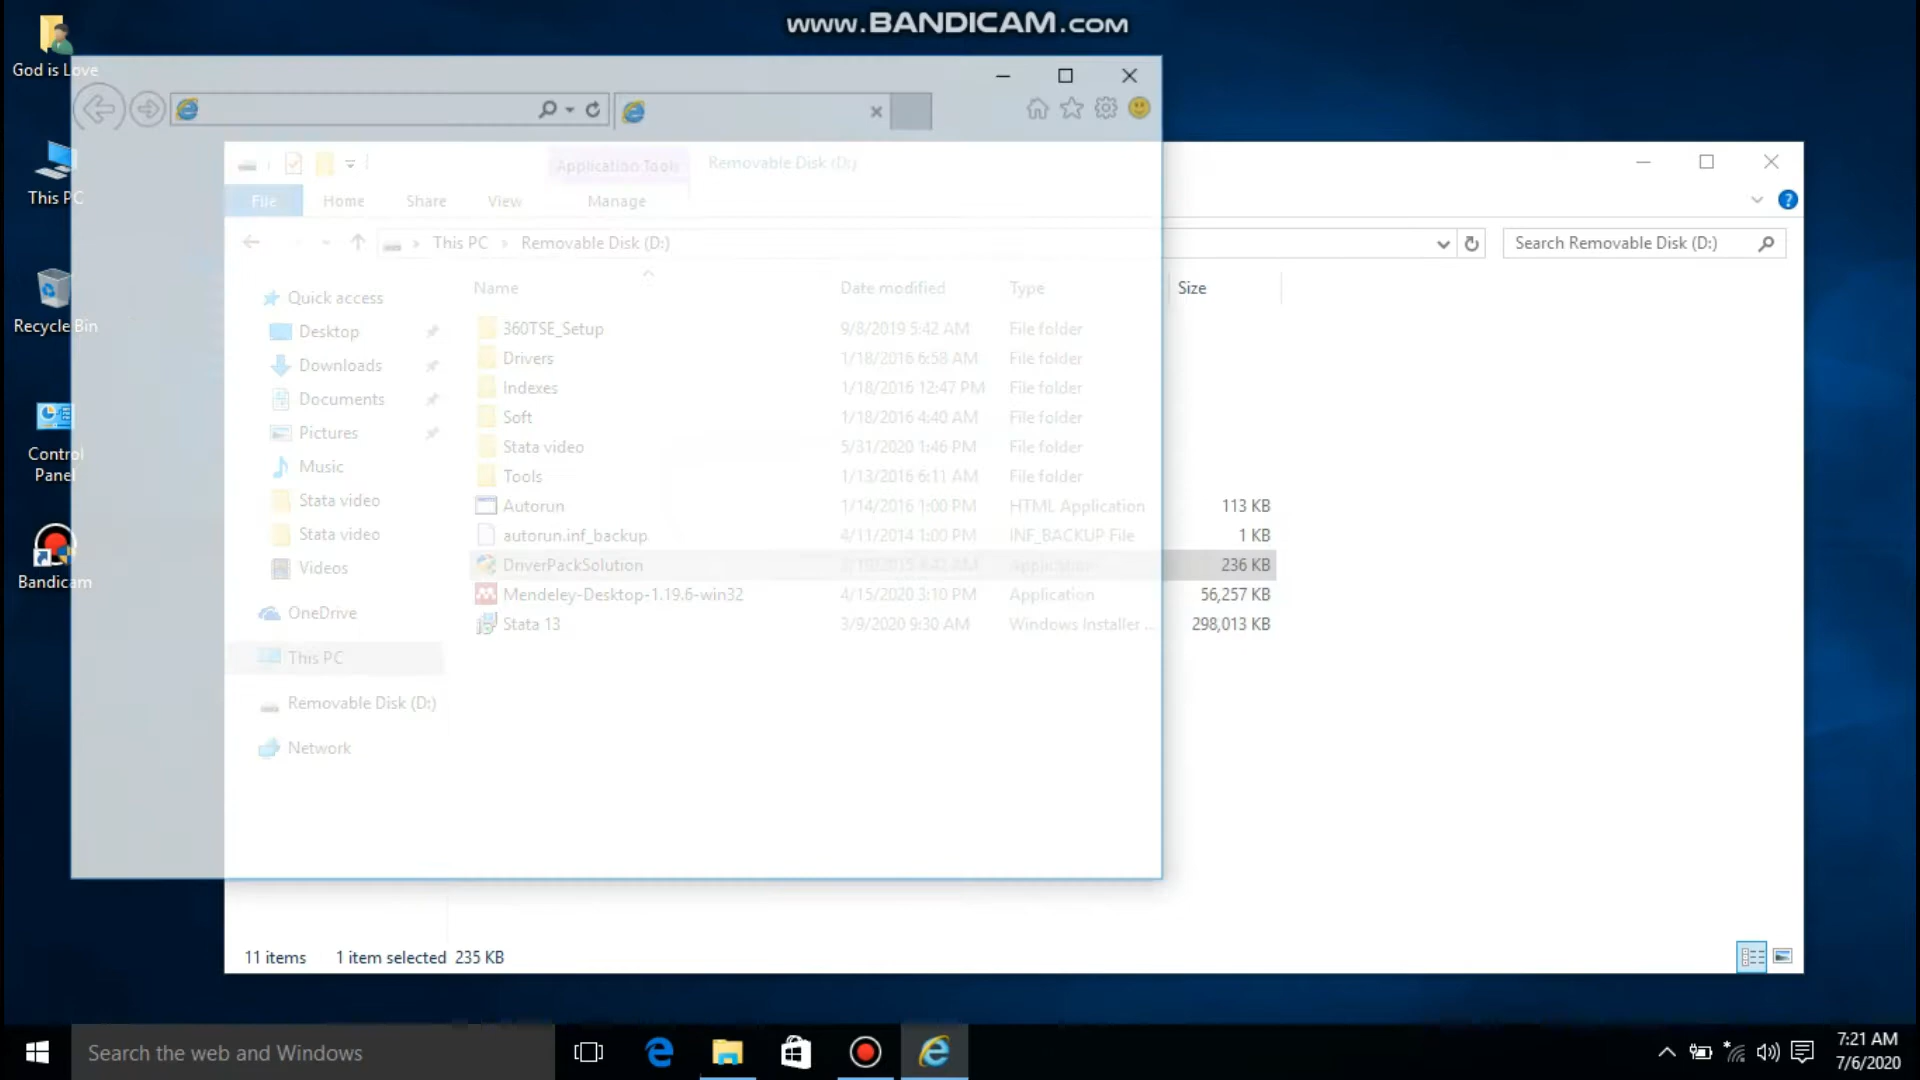 www.BANDICAM.com
God is Love
This PC
Recycle Bin
Control
Panel
Bandicam
Application Tools
Removable Disk (D:)
File
Home
Share
View
Manage
This PC
Removable Disk (D:)
Search Removable Disk (D:)
Name
Date modified
Type
Size
Quick access
Desktop
Downloads
Documents
Pictures
Music
Stata video
Stata video
Videos
OneDrive
This PC
Removable Disk (D:)
Network
360TSE_Setup 9/8/2019 5:42 AM File folder
Drivers 1/18/2016 6:58 AM File folder
Indexes 1/18/2016 12:47 PM File folder
Soft 1/18/2016 4:40 AM File folder
Stata video 5/31/2020 1:46 PM File folder
Tools 1/13/2016 6:11 AM File folder
Autorun 1/14/2016 1:00 PM HTML Application 113 KB
autorun.inf_backup 4/11/2014 1:00 PM INF_BACKUP File 1 KB
DriverPackSolution Application 236 KB
Mendeley-Desktop-1.19.6-win32 4/15/2020 3:10 PM Application 56,257 KB
Stata 13 3/9/2020 9:30 AM Windows Installer ... 298,013 KB
11 items 1 item selected 235 KB
Search the web and Windows
7:21 AM
7/6/2020